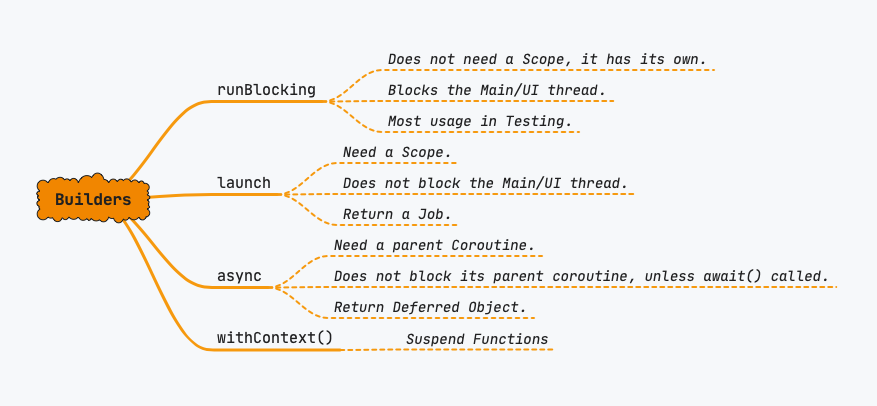 Builders
runBlocking
Does not need a Scope, it has its own.
Blocks the Main/UI thread.
Most usage in Testing.
launch
Need a Scope.
Does not block the Main/UI thread.
Return a Job.
async
Need a parent Coroutine.
Does not block its parent coroutine, unless await() called.
Return Deferred Object.
withContext()
Suspend Functions